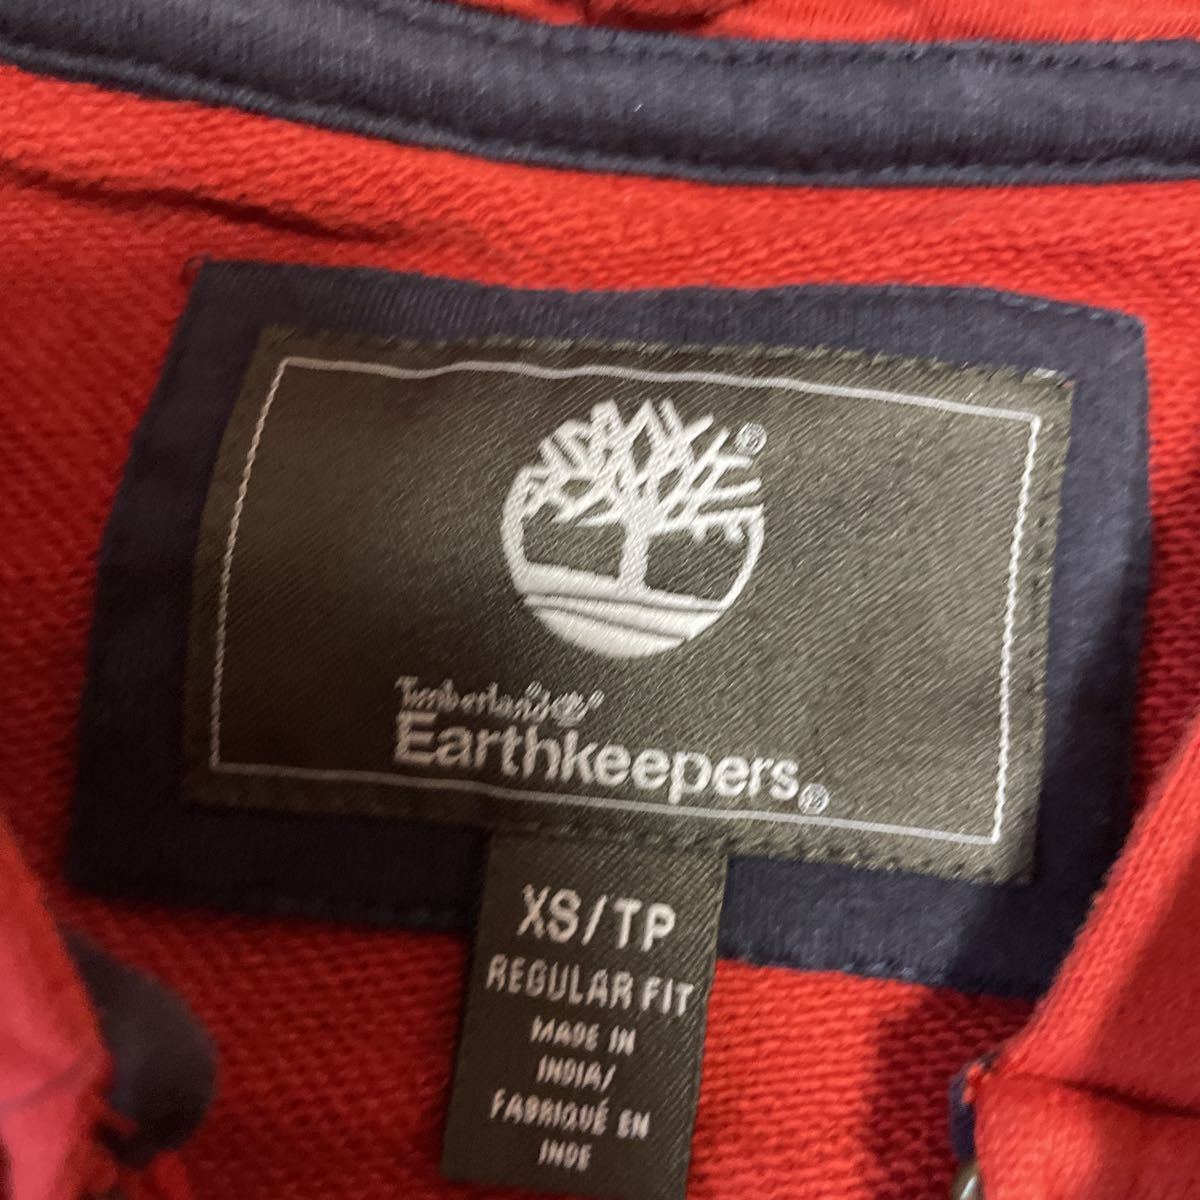 ®
Timberland®
Earthkeepers®
XS/TP
REGULAR FIT
MADE IN
INDIA/
FABRIQUÉ EN
INDE